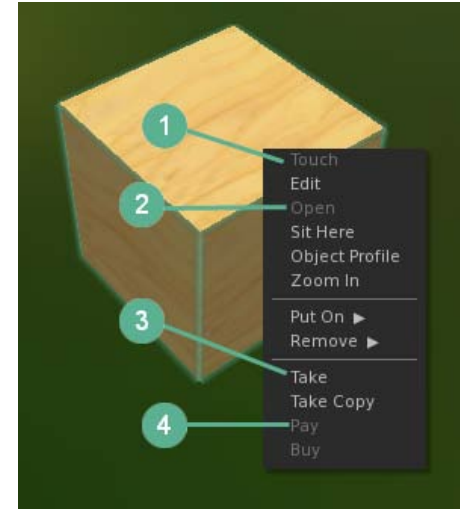 1
Touch
Edit
2
Open
Sit Here
Object Profile
Zoom In
3
Put On ▶
Remove ▶
Take
Take Copy
4
Pay
Buy